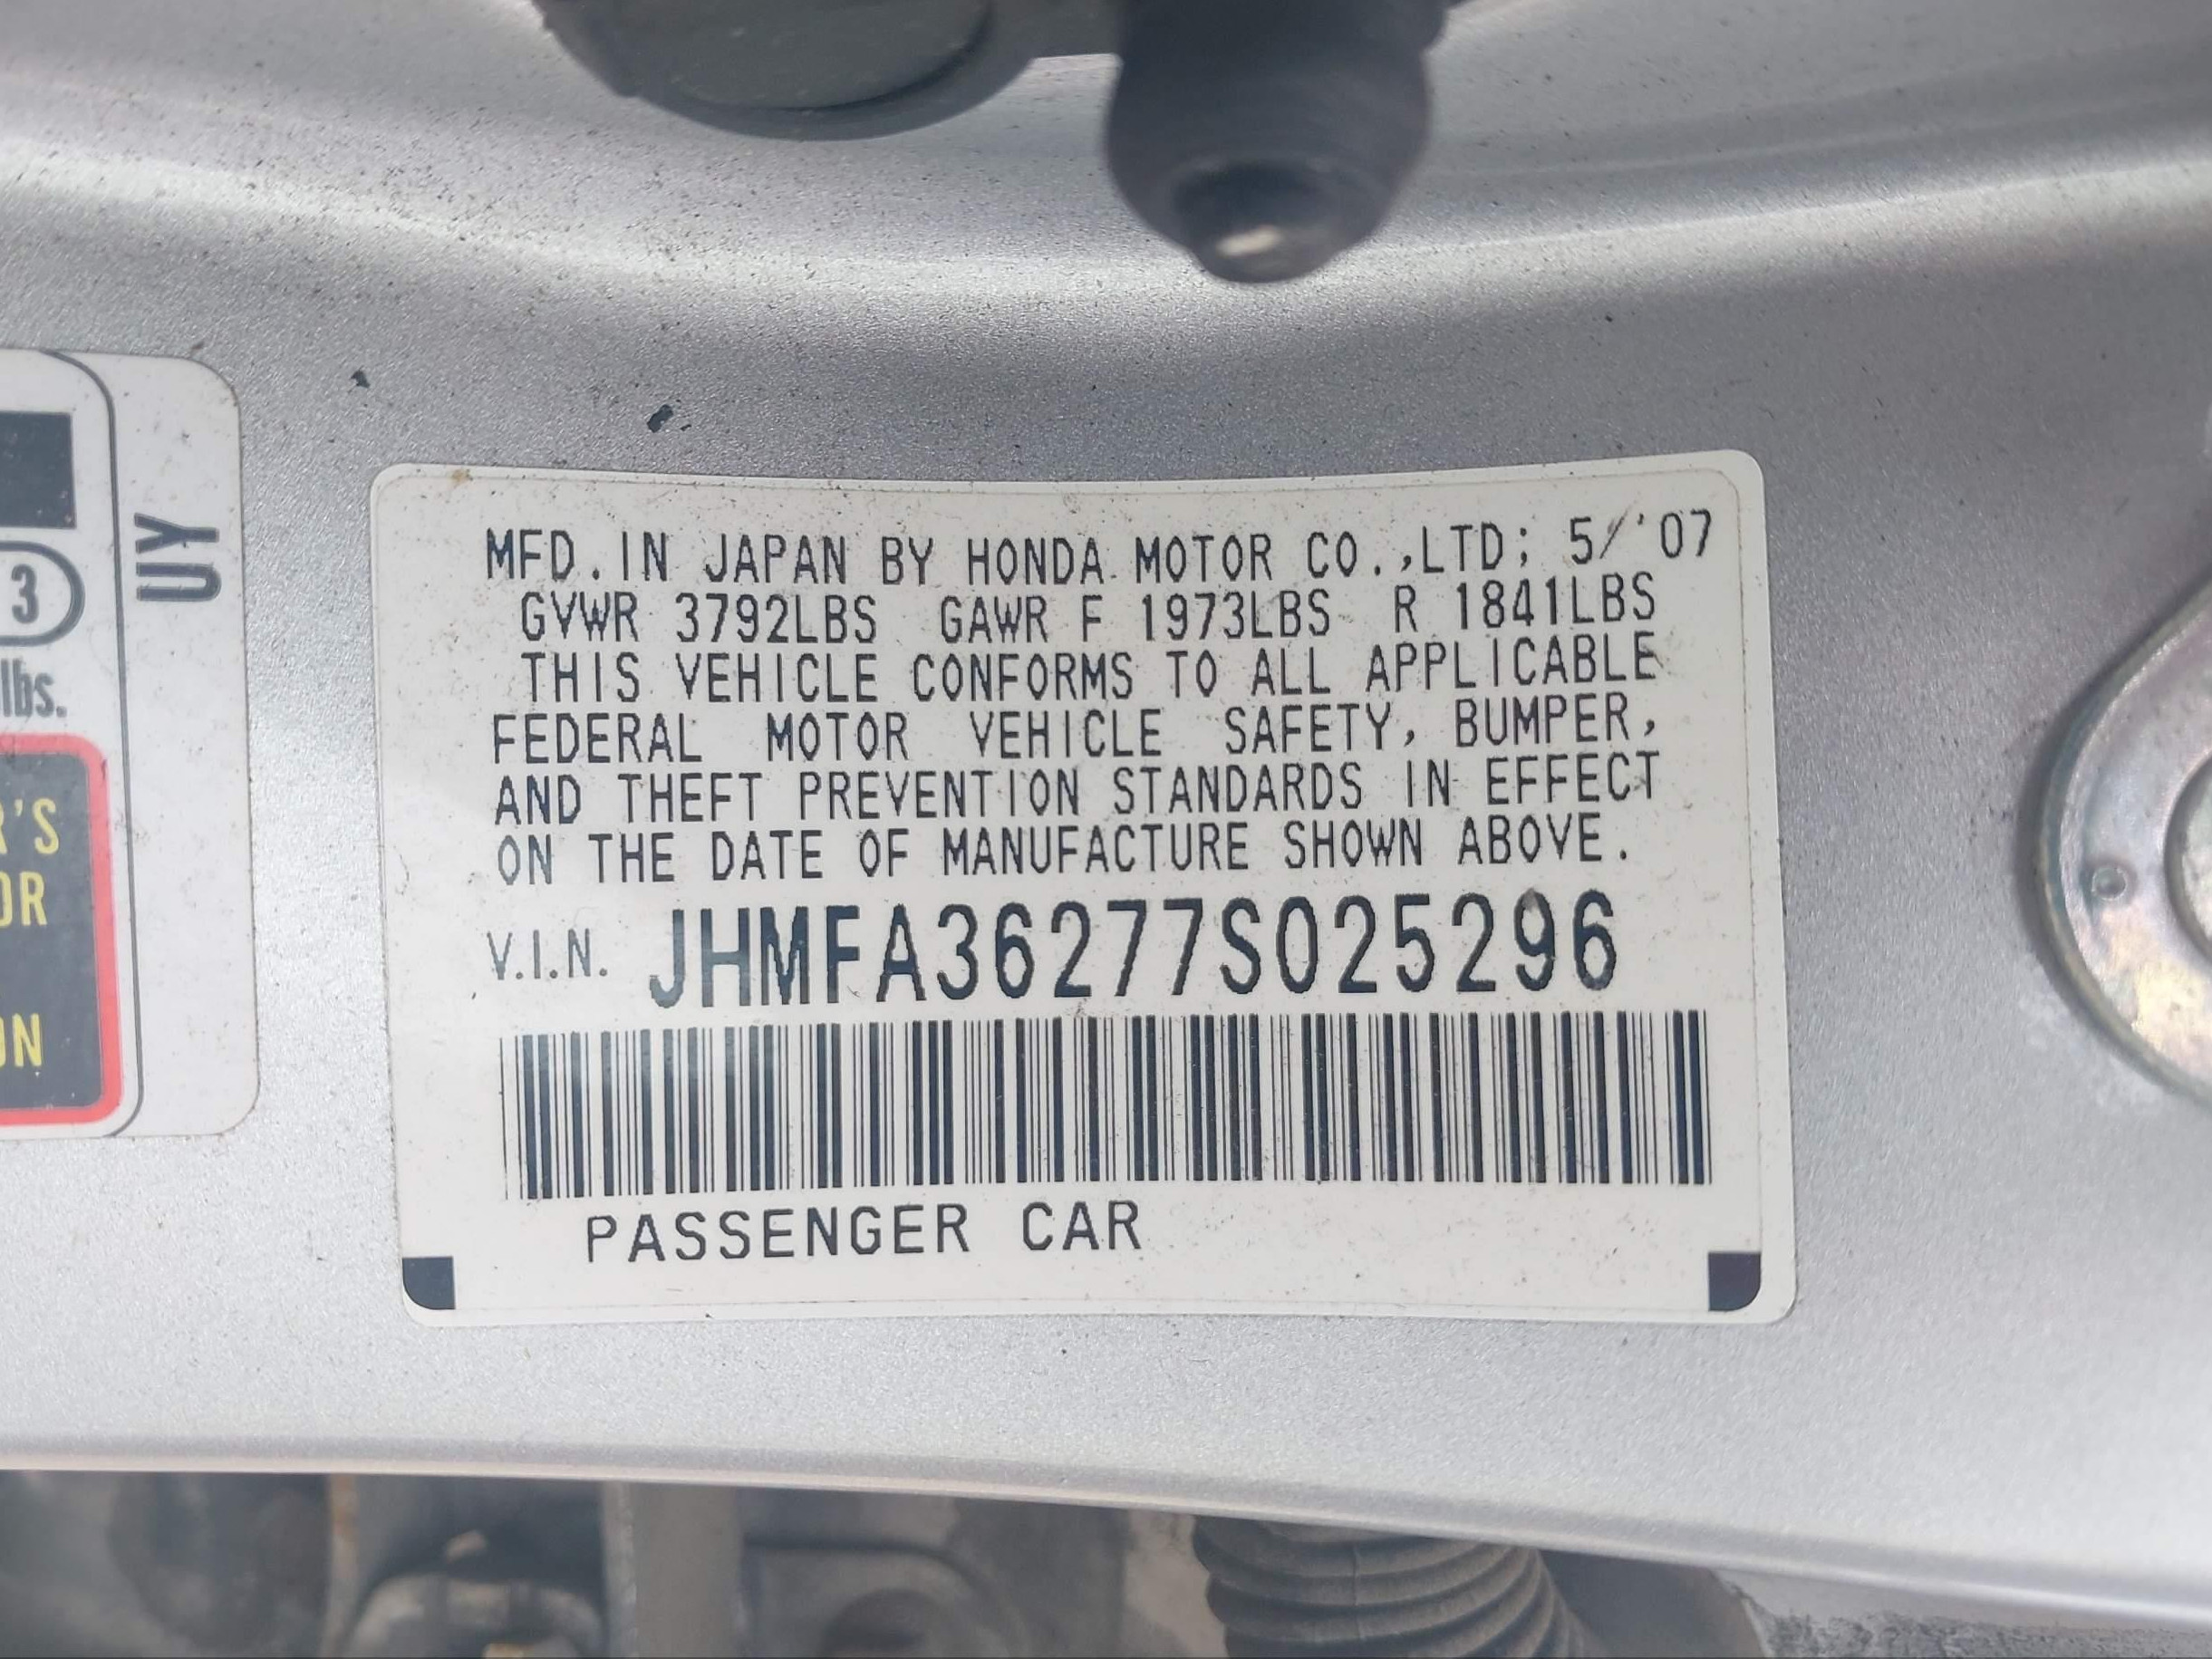 MFD.IN JAPAN BY HONDA MOTOR CO.,LTD; 5/'07
GVWR 3792LBS GAWR F 1973LBS R 1841LBS
THIS VEHICLE CONFORMS TO ALL APPLICABLE
FEDERAL MOTOR VEHICLE SAFETY, BUMPER,
AND THEFT PREVENTION STANDARDS IN EFFECT
ON THE DATE OF MANUFACTURE SHOWN ABOVE.
V.I.N. JHMFA36277S025296
PASSENGER CAR
UY
3
lbs.